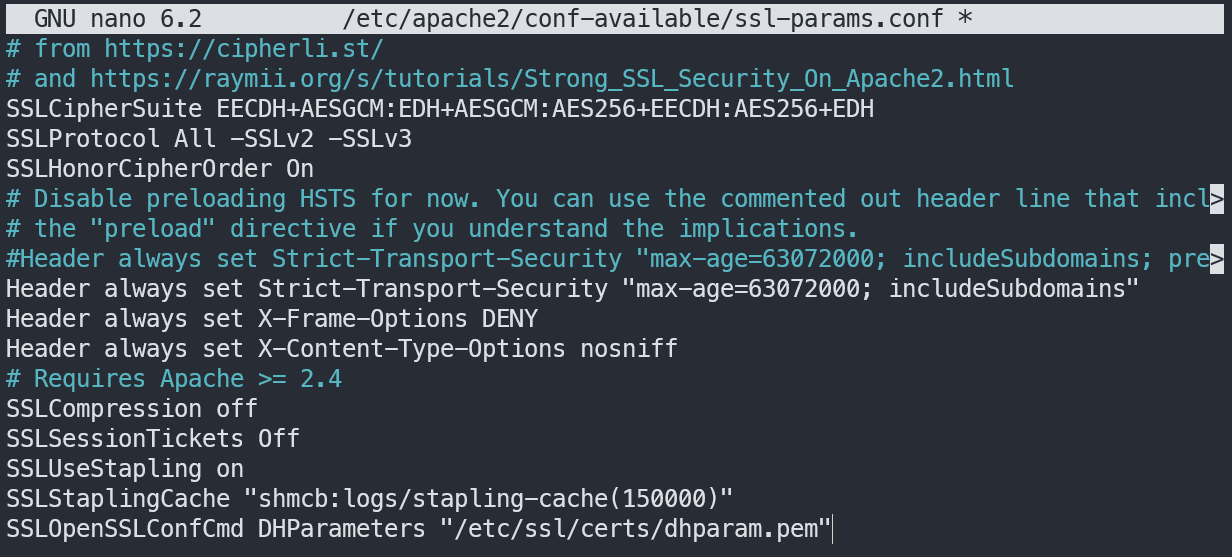 GNU nano 6.2 /etc/apache2/conf-available/ssl-params.conf *
# from https://cipherli.st/
# and https://raymii.org/s/tutorials/Strong_SSL_Security_On_Apache2.html
SSLCipherSuite EECDH+AESGCM:EDH+AESGCM:AES256+EECDH:AES256+EDH
SSLProtocol All -SSLv2 -SSLv3
SSLHonorCipherOrder On
# Disable preloading HSTS for now. You can use the commented out header line that incl>
# the "preload" directive if you understand the implications.
#Header always set Strict-Transport-Security "max-age=63072000; includeSubdomains; pre>
Header always set Strict-Transport-Security "max-age=63072000; includeSubdomains"
Header always set X-Frame-Options DENY
Header always set X-Content-Type-Options nosniff
# Requires Apache >= 2.4
SSLCompression off
SSLSessionTickets Off
SSLUseStapling on
SSLStaplingCache "shmcb:logs/stapling-cache(150000)"
SSLOpenSSLConfCmd DHParameters "/etc/ssl/certs/dhparam.pem"